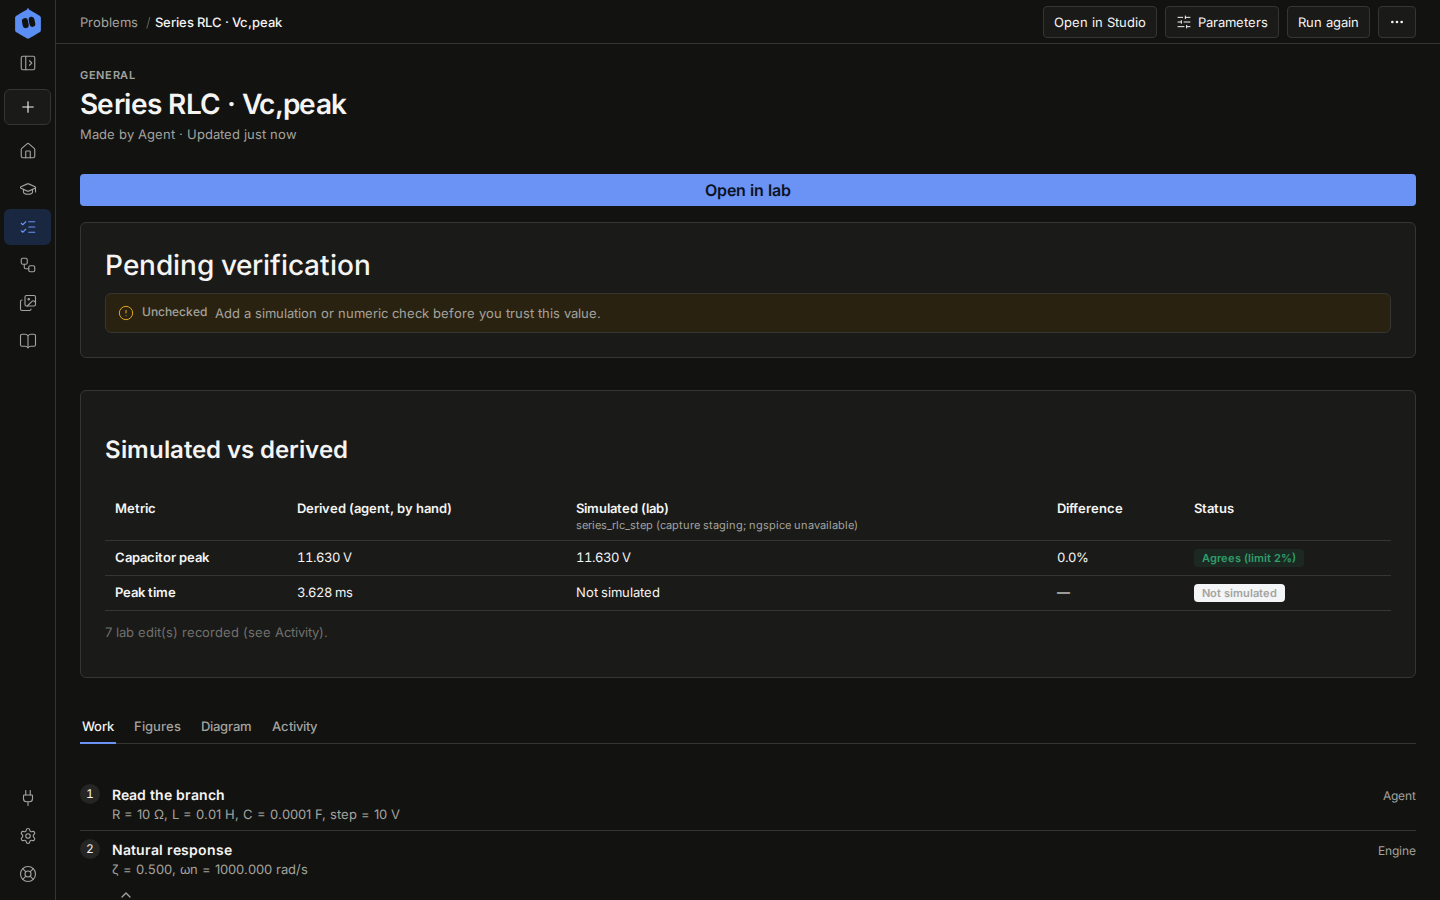 Problems / Series RLC · Vc,peak
Open in Studio
Parameters
Run again
GENERAL
Series RLC · Vc,peak
Made by Agent · Updated just now
Open in lab
Pending verification
Unchecked Add a simulation or numeric check before you trust this value.
Simulated vs derived
Metric Derived (agent, by hand) Simulated (lab) Difference Status
series_rlc_step (capture staging; ngspice unavailable)
Capacitor peak 11.630 V 11.630 V 0.0% Agrees (limit 2%)
Peak time 3.628 ms Not simulated — Not simulated
7 lab edit(s) recorded (see Activity).
Work Figures Diagram Activity
1 Read the branch Agent
R = 10 Ω, L = 0.01 H, C = 0.0001 F, step = 10 V
2 Natural response Engine
ζ = 0.500, ωn = 1000.000 rad/s